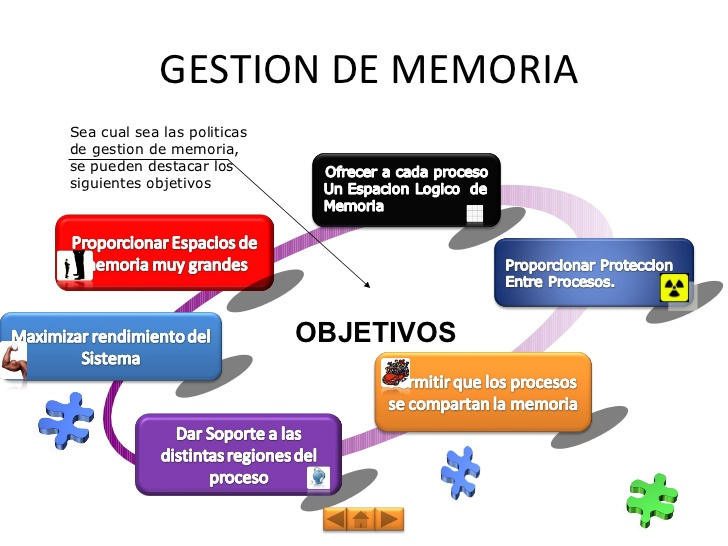 GESTION DE MEMORIA
Sea cual sea las politicas
de gestion de memoria,
se pueden destacar los
siguientes objetivos
Ofrecer a cada proceso
Un Espacion Logico de
Memoria
Proporcionar Espacios de
memoria muy grandes
Proporcionar Proteccion
Entre Procesos.
Maximizar rendimiento del
Sistema
OBJETIVOS
Permitir que los procesos
se compartan la memoria
Dar Soporte a las
distintas regiones del
proceso